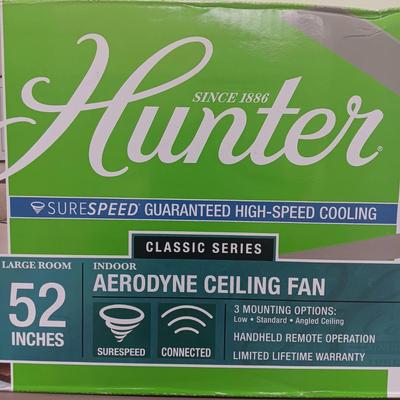 SINCE 1886
Hunter®
SURESPEED® GUARANTEED HIGH-SPEED COOLING
CLASSIC SERIES
LARGE ROOM
52
INCHES
INDOOR
AERODYNE CEILING FAN
SURESPEED
CONNECTED
3 MOUNTING OPTIONS:
Low • Standard • Angled Ceiling
HANDHELD REMOTE OPERATION
LIMITED LIFETIME WARRANTY